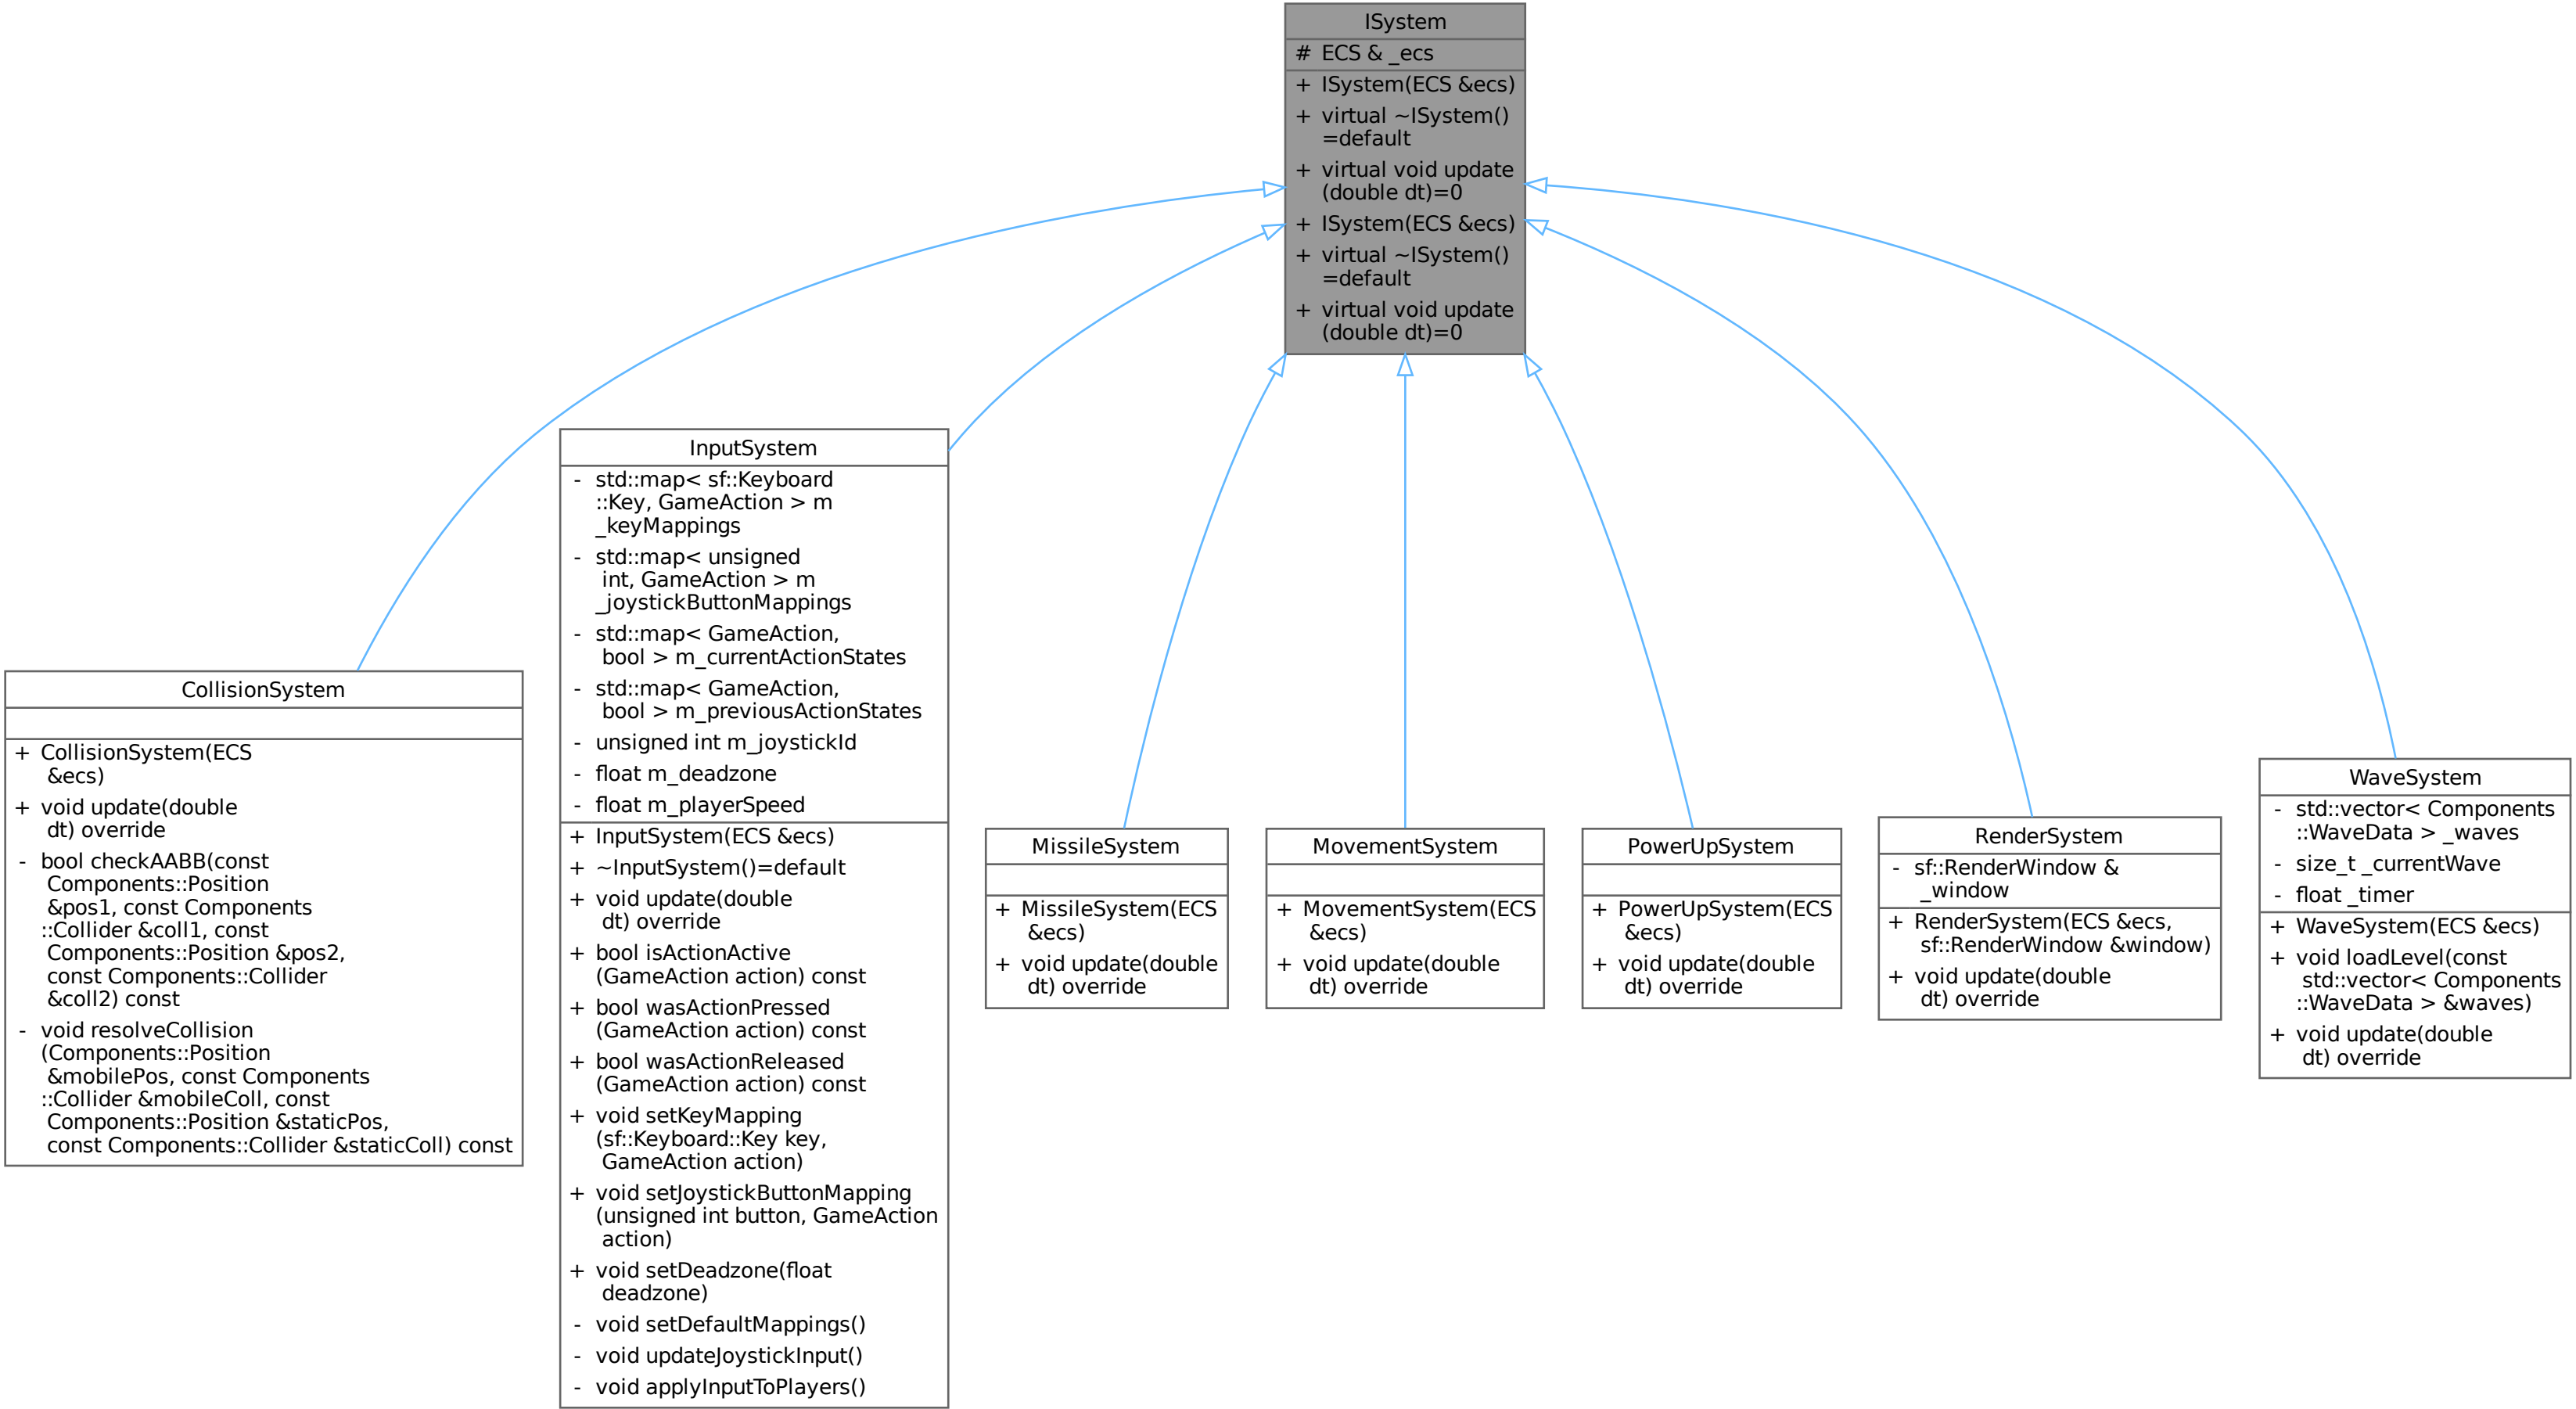 ISystem
# ECS & _ecs
+ ISystem(ECS &ecs)
+ virtual ~ISystem()
=default
+ virtual void update
(double dt)=0
+ ISystem(ECS &ecs)
+ virtual ~ISystem()
=default
+ virtual void update
(double dt)=0
CollisionSystem
+ CollisionSystem(ECS
&ecs)
+ void update(double
dt) override
- bool checkAABB(const
Components::Position
&pos1, const Components
::Collider &coll1, const
Components::Position &pos2,
const Components::Collider
&coll2) const
- void resolveCollision
(Components::Position
&mobilePos, const Components
::Collider &mobileColl, const
Components::Position &staticPos,
const Components::Collider &staticColl) const
InputSystem
- std::map< sf::Keyboard
::Key, GameAction > m
_keyMappings
- std::map< unsigned
int, GameAction > m
_joystickButtonMappings
- std::map< GameAction,
bool > m_currentActionStates
- std::map< GameAction,
bool > m_previousActionStates
- unsigned int m_joystickId
- float m_deadzone
- float m_playerSpeed
+ InputSystem(ECS &ecs)
+ ~InputSystem()=default
+ void update(double
dt) override
+ bool isActionActive
(GameAction action) const
+ bool wasActionPressed
(GameAction action) const
+ bool wasActionReleased
(GameAction action) const
+ void setKeyMapping
(sf::Keyboard::Key key,
GameAction action)
+ void setJoystickButtonMapping
(unsigned int button, GameAction
action)
+ void setDeadzone(float
deadzone)
- void setDefaultMappings()
- void updateJoystickInput()
- void applyInputToPlayers()
MissileSystem
+ MissileSystem(ECS
&ecs)
+ void update(double
dt) override
MovementSystem
+ MovementSystem(ECS
&ecs)
+ void update(double
dt) override
PowerUpSystem
+ PowerUpSystem(ECS
&ecs)
+ void update(double
dt) override
RenderSystem
- sf::RenderWindow &
_window
+ RenderSystem(ECS &ecs,
sf::RenderWindow &window)
+ void update(double
dt) override
WaveSystem
- std::vector< Components
::WaveData > _waves
- size_t _currentWave
- float _timer
+ WaveSystem(ECS &ecs)
+ void loadLevel(const
std::vector< Components
::WaveData > &waves)
+ void update(double
dt) override